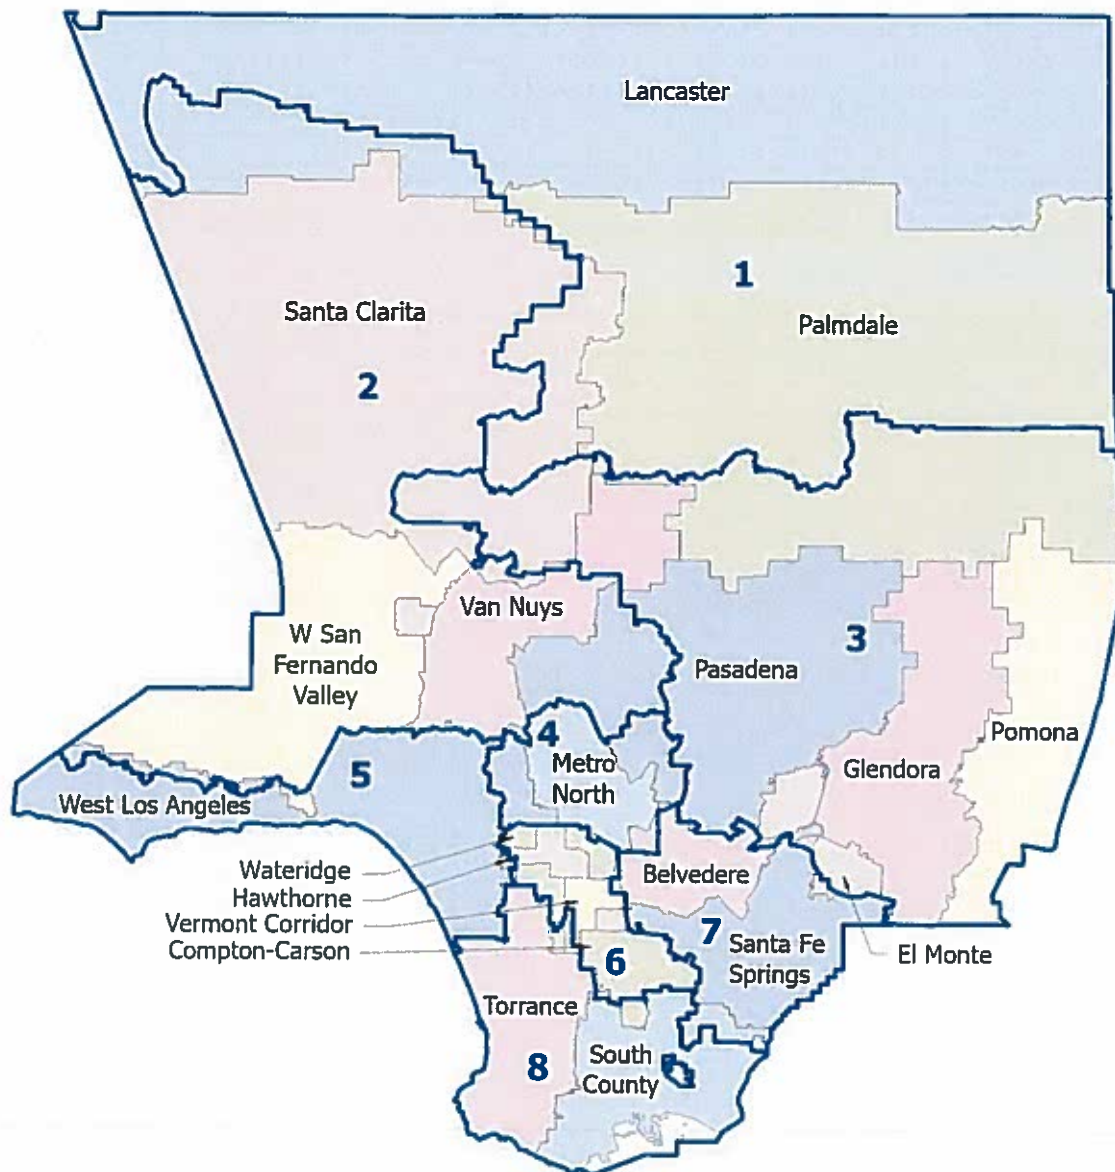 Lancaster
1
Santa Clarita
Palmdale
2
Van Nuys
W San
Fernando
Valley
3
Pasadena
4
Pomona
Metro
North
5
Glendora
West Los Angeles
Wateridge
Hawthorne
Vermont Corridor
Compton-Carson
Belvedere
7
Santa Fe
Springs
6
El Monte
Torrance
South
County
8